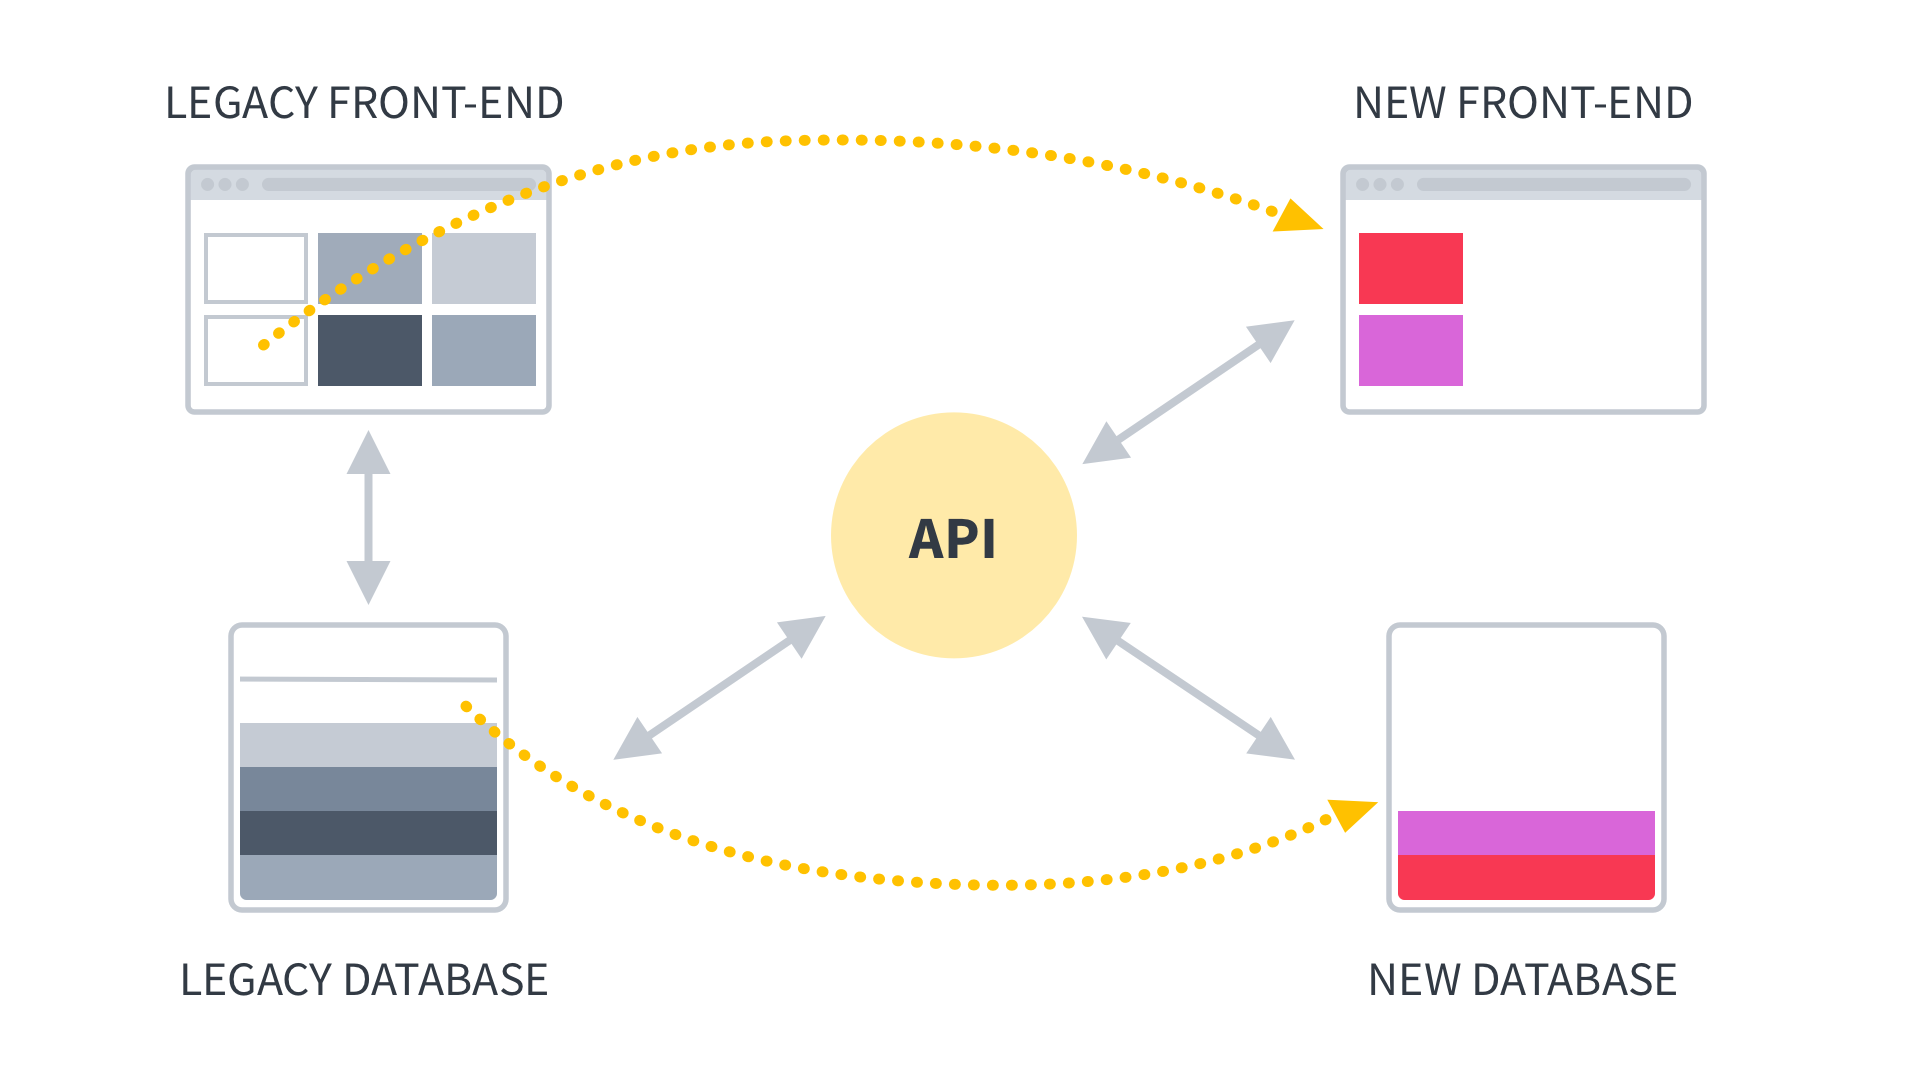 LEGACY FRONT-END
NEW FRONT-END
API
LEGACY DATABASE
NEW DATABASE